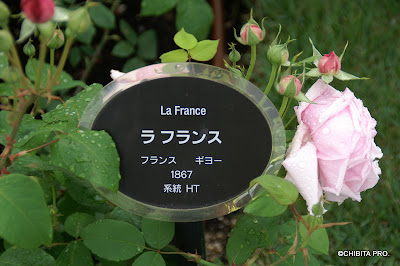 La France
ラ フランス
フランス　ギヨー
1867
系統 HT
©CHIBITA PRO.